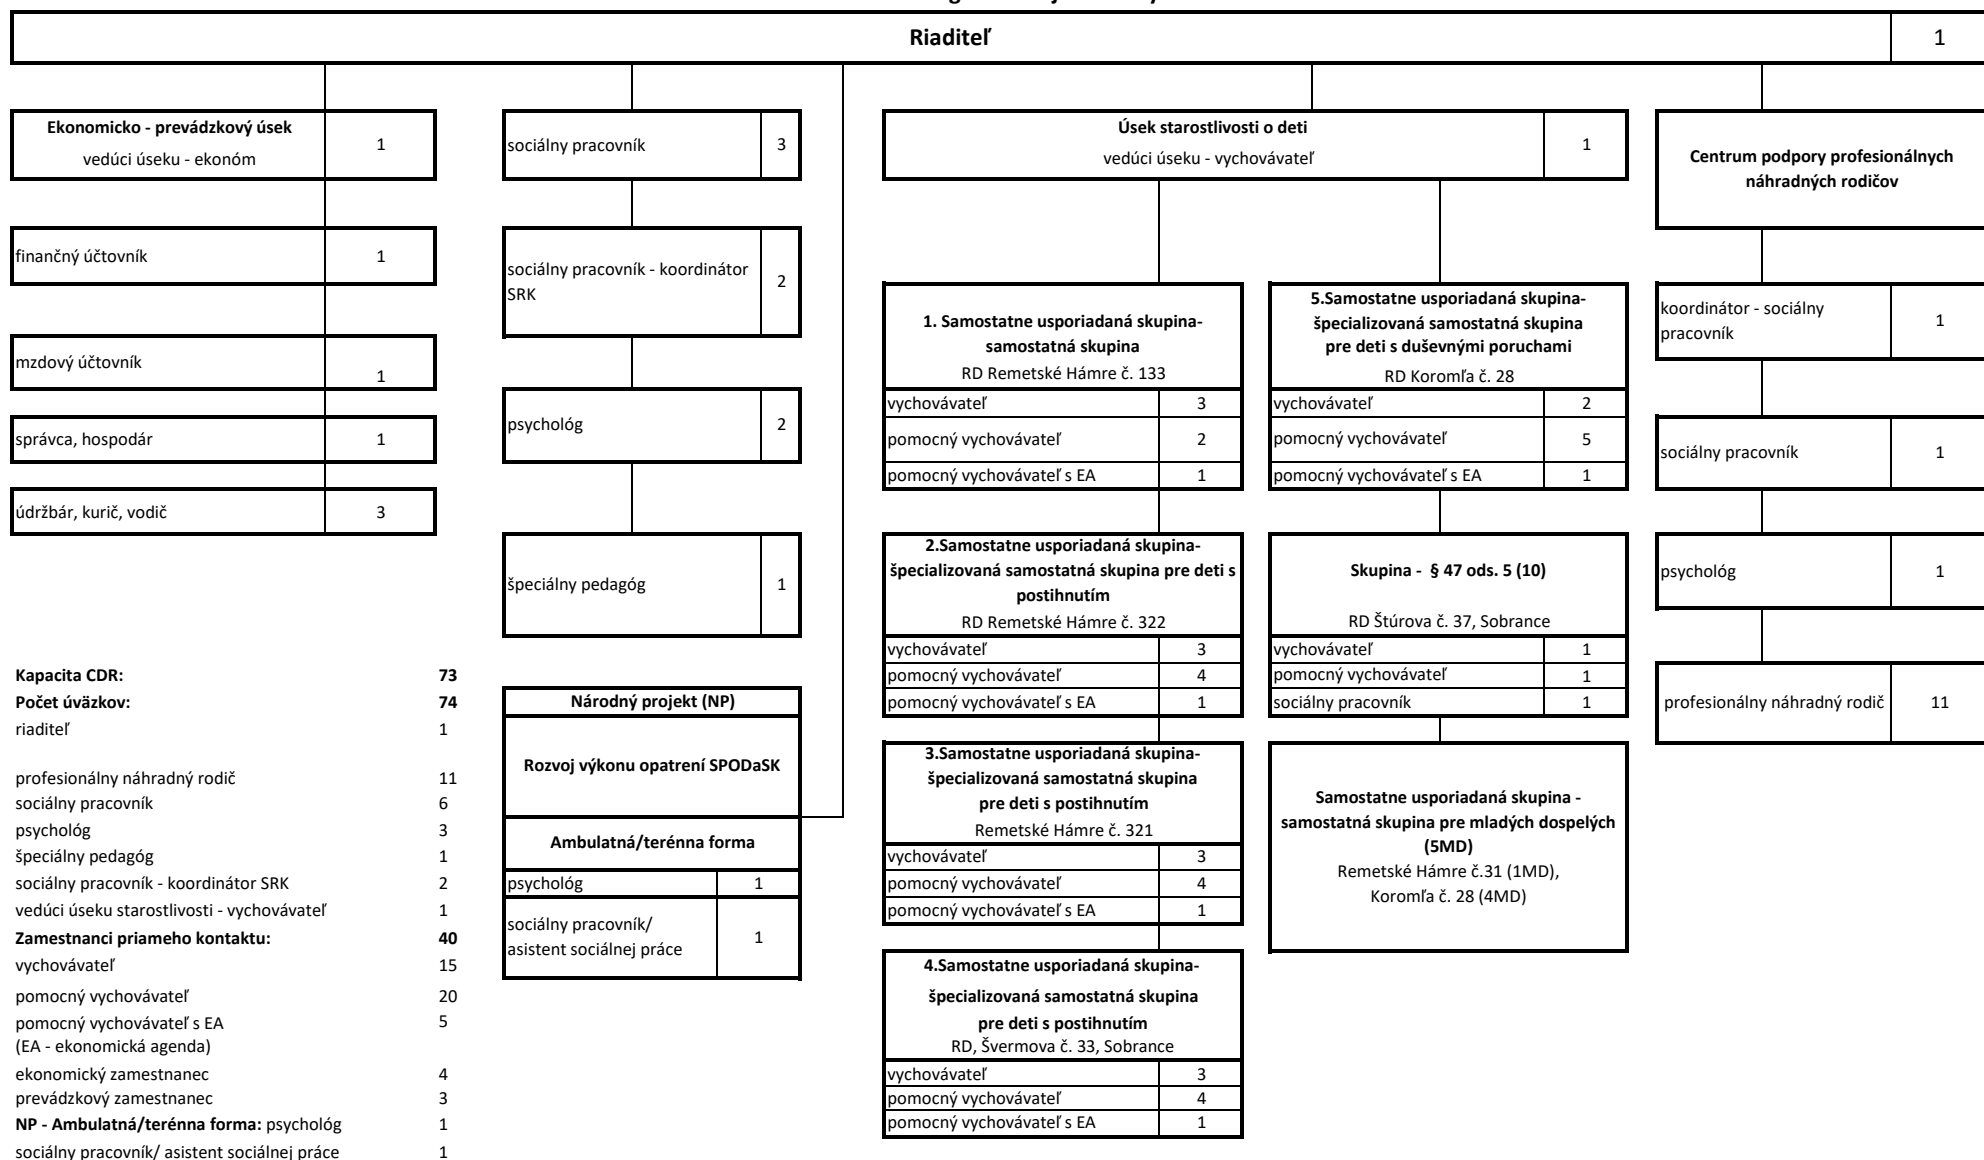 Riaditeľ 1
Ekonomicko - prevádzkový úsek
vedúci úseku - ekonóm
1
finančný účtovník 1
mzdový účtovník 1
správca, hospodár 1
údržbár, kurič, vodič 3
sociálny pracovník 3
sociálny pracovník - koordinátor
SRK
2
psychológ 2
špeciálny pedagóg 1
Národný projekt (NP)
Rozvoj výkonu opatrení SPODaSK
Ambulatná/terénna forma
psychológ 1
sociálny pracovník/
asistent sociálnej práce
1
Úsek starostlivosti o deti
vedúci úseku - vychovávateľ
1
1. Samostatne usporiadaná skupina-
samostatná skupina
RD Remetské Hámre č. 133
vychovávateľ 3
pomocný vychovávateľ 2
pomocný vychovávateľ s EA 1
2.Samostatne usporiadaná skupina-
špecializovaná samostatná skupina pre deti s
postihnutím
RD Remetské Hámre č. 322
vychovávateľ 3
pomocný vychovávateľ 4
pomocný vychovávateľ s EA 1
3.Samostatne usporiadaná skupina-
špecializovaná samostatná skupina
pre deti s postihnutím
Remetské Hámre č. 321
vychovávateľ 3
pomocný vychovávateľ 4
pomocný vychovávateľ s EA 1
4.Samostatne usporiadaná skupina-
špecializovaná samostatná skupina
pre deti s postihnutím
RD, Švermova č. 33, Sobrance
vychovávateľ 3
pomocný vychovávateľ 4
pomocný vychovávateľ s EA 1
5.Samostatne usporiadaná skupina-
špecializovaná samostatná skupina
pre deti s duševnými poruchami
RD Koromľa č. 28
vychovávateľ 2
pomocný vychovávateľ 5
pomocný vychovávateľ s EA 1
Skupina - § 47 ods. 5 (10)
RD Štúrova č. 37, Sobrance
vychovávateľ 1
pomocný vychovávateľ 1
sociálny pracovník 1
Samostatne usporiadaná skupina -
samostatná skupina pre mladých dospelých
(5MD)
Remetské Hámre č.31 (1MD),
Koromľa č. 28 (4MD)
Centrum podpory profesionálnych
náhradných rodičov
koordinátor - sociálny
pracovník
1
sociálny pracovník 1
psychológ 1
profesionálny náhradný rodič 11
Kapacita CDR: 73
Počet úväzkov: 74
riaditeľ 1
profesionálny náhradný rodič 11
sociálny pracovník 6
psychológ 3
špeciálny pedagóg 1
sociálny pracovník - koordinátor SRK 2
vedúci úseku starostlivosti - vychovávateľ 1
Zamestnanci priameho kontaktu: 40
vychovávateľ 15
pomocný vychovávateľ 20
pomocný vychovávateľ s EA 5
(EA - ekonomická agenda)
ekonomický zamestnanec 4
prevádzkový zamestnanec 3
NP - Ambulatná/terénna forma: psychológ 1
sociálny pracovník/ asistent sociálnej práce 1